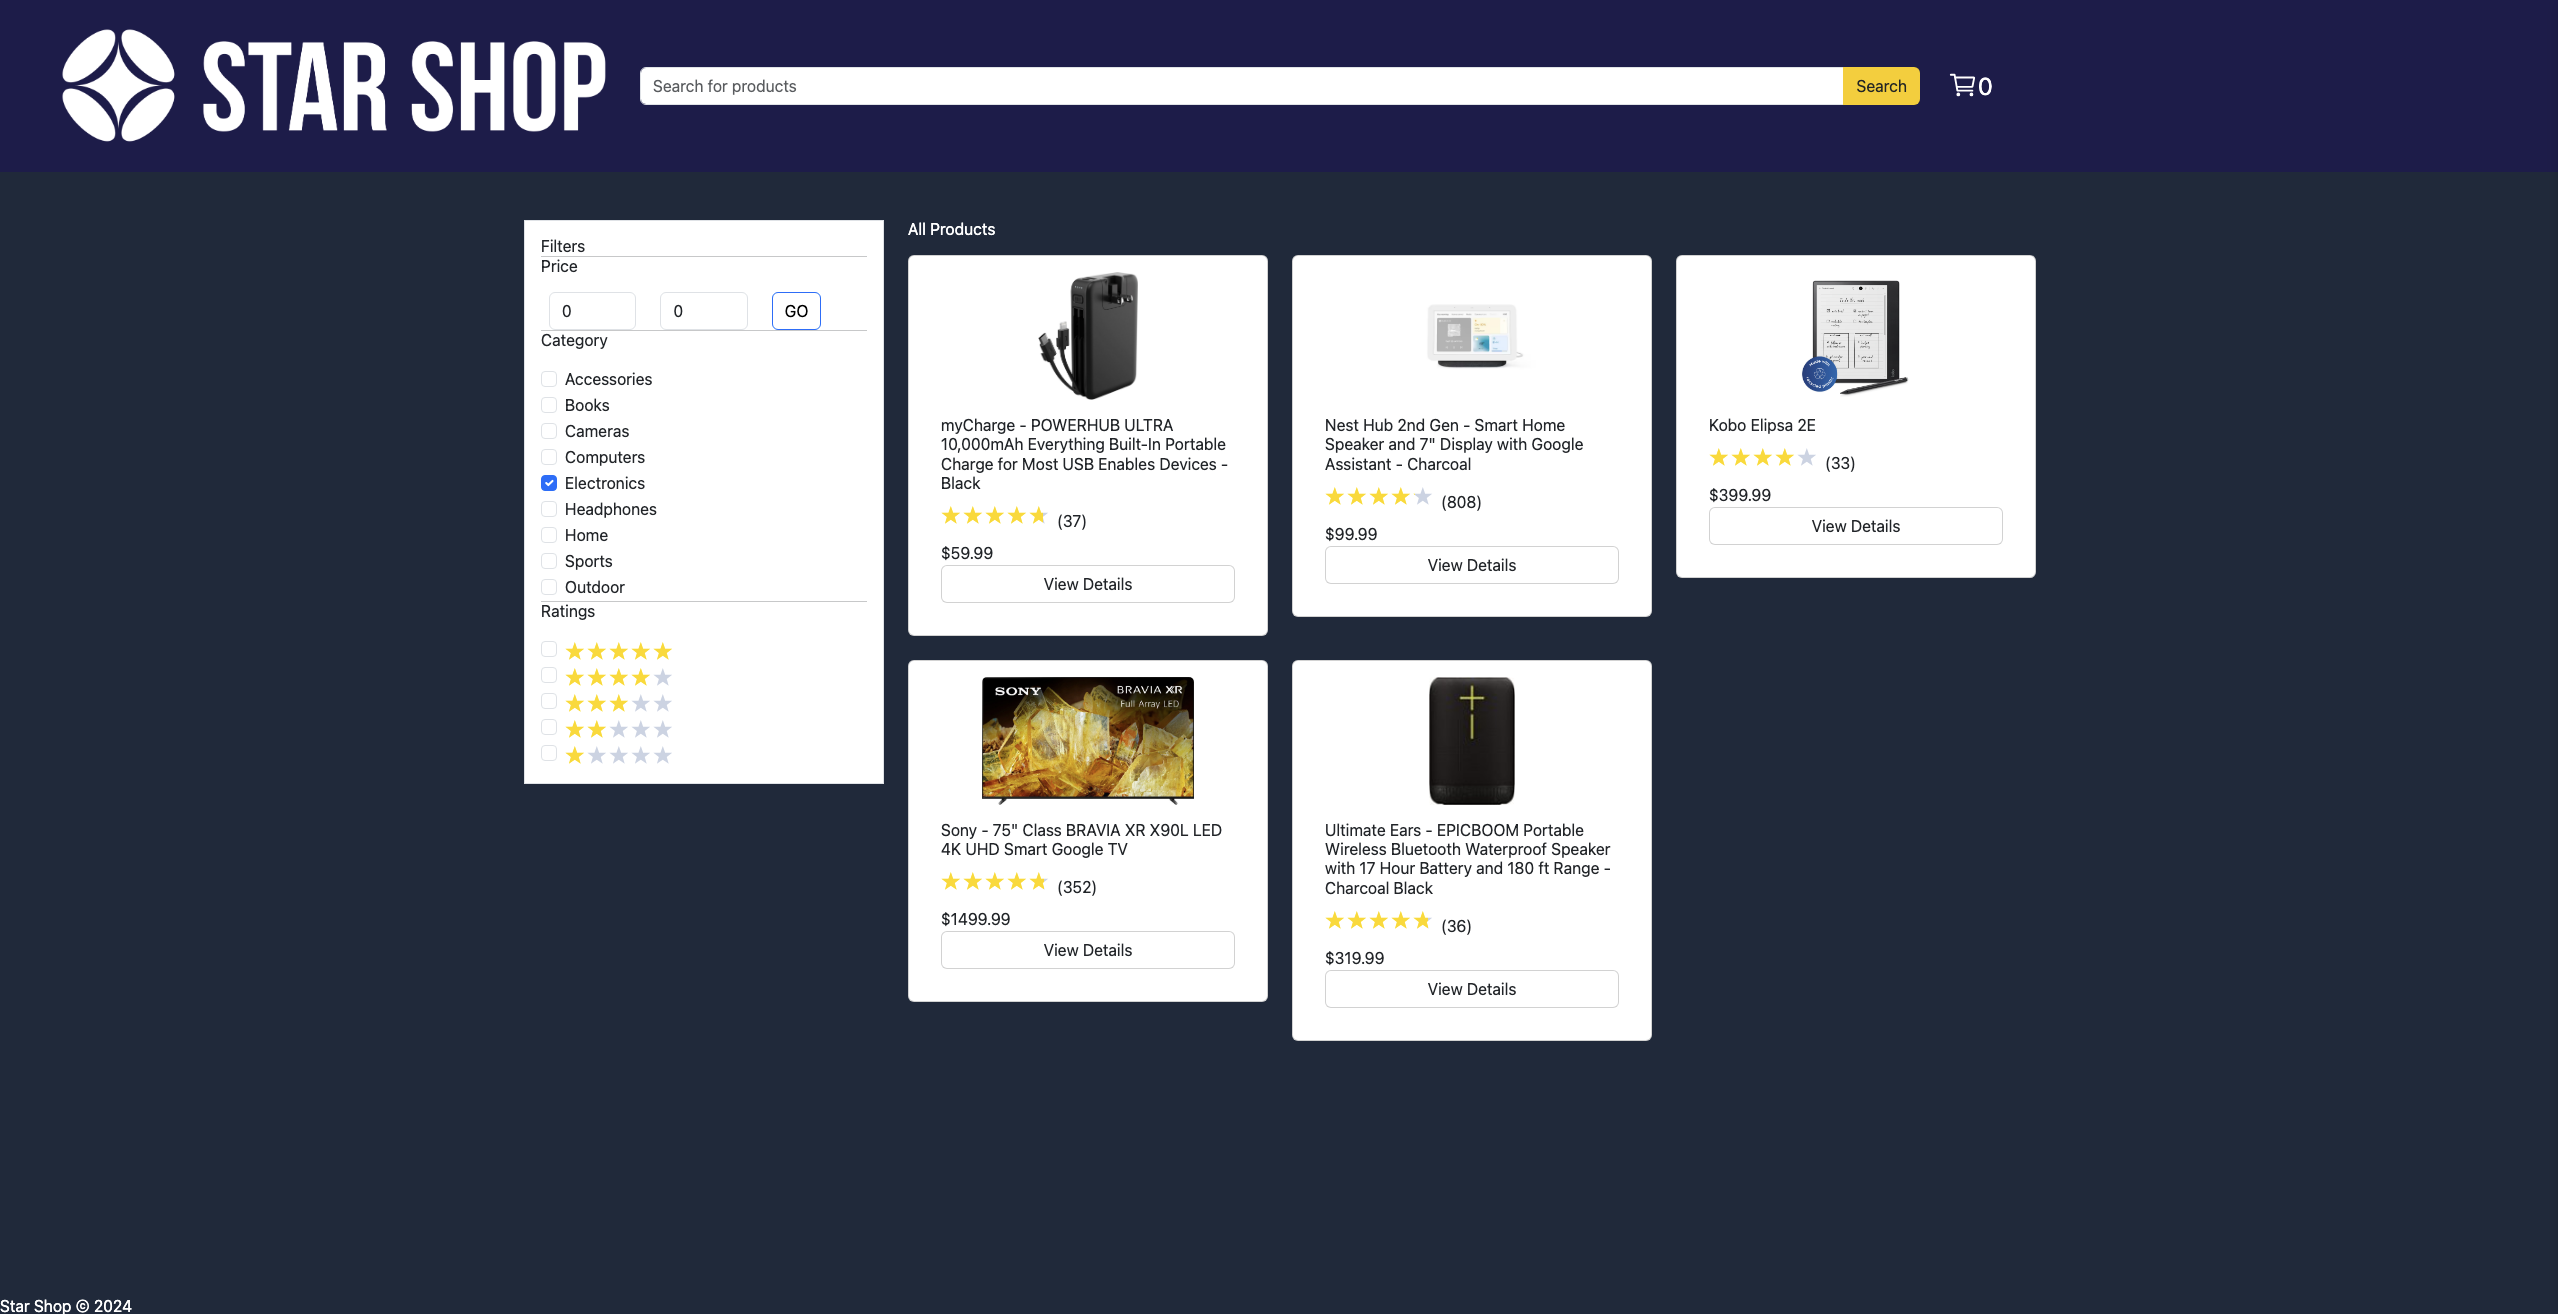 STAR SHOP
Search for products
Search
0
Filters
Price
0
0
GO
Category
Accessories
Books
Cameras
Computers
Electronics
Headphones
Home
Sports
Outdoor
Ratings
All Products
myCharge - POWERHUB ULTRA
10,000mAh Everything Built-In Portable
Charge for Most USB Enables Devices -
Black
(37)
$59.99
View Details
Nest Hub 2nd Gen - Smart Home
Speaker and 7" Display with Google
Assistant - Charcoal
(808)
$99.99
View Details
Kobo Elipsa 2E
(33)
$399.99
View Details
SONY
BRAVIA XR
Full Array LED
Sony - 75" Class BRAVIA XR X90L LED
4K UHD Smart Google TV
(352)
$1499.99
View Details
Ultimate Ears - EPICBOOM Portable
Wireless Bluetooth Waterproof Speaker
with 17 Hour Battery and 180 ft Range -
Charcoal Black
(36)
$319.99
View Details
Star Shop © 2024